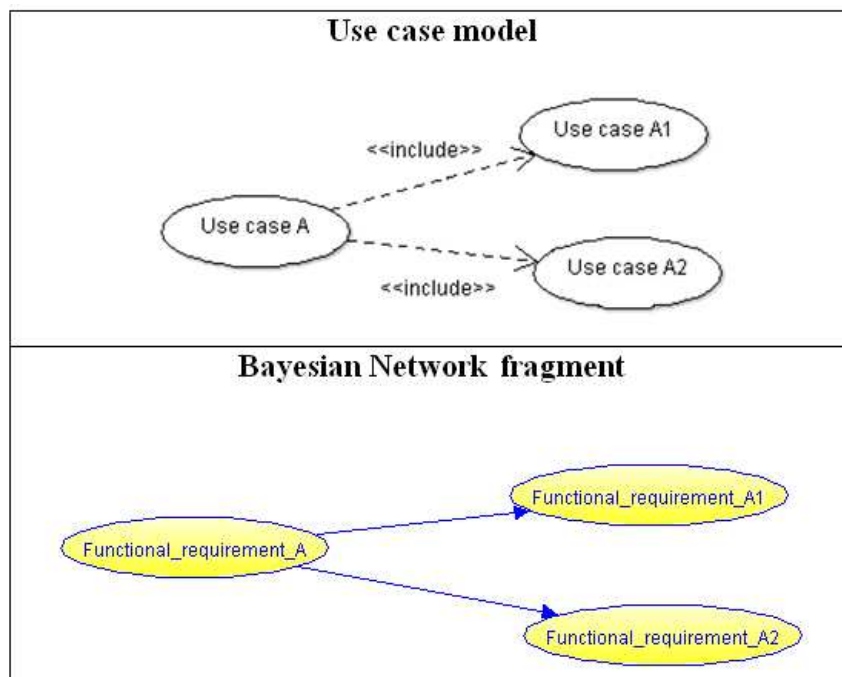 Use case model
Use case A1
<<include>>
Use case A
Use case A2
<<include>>
Bayesian Network fragment
Functional_requirement_A1
Functional_requirement_A
Functional_requirement_A2